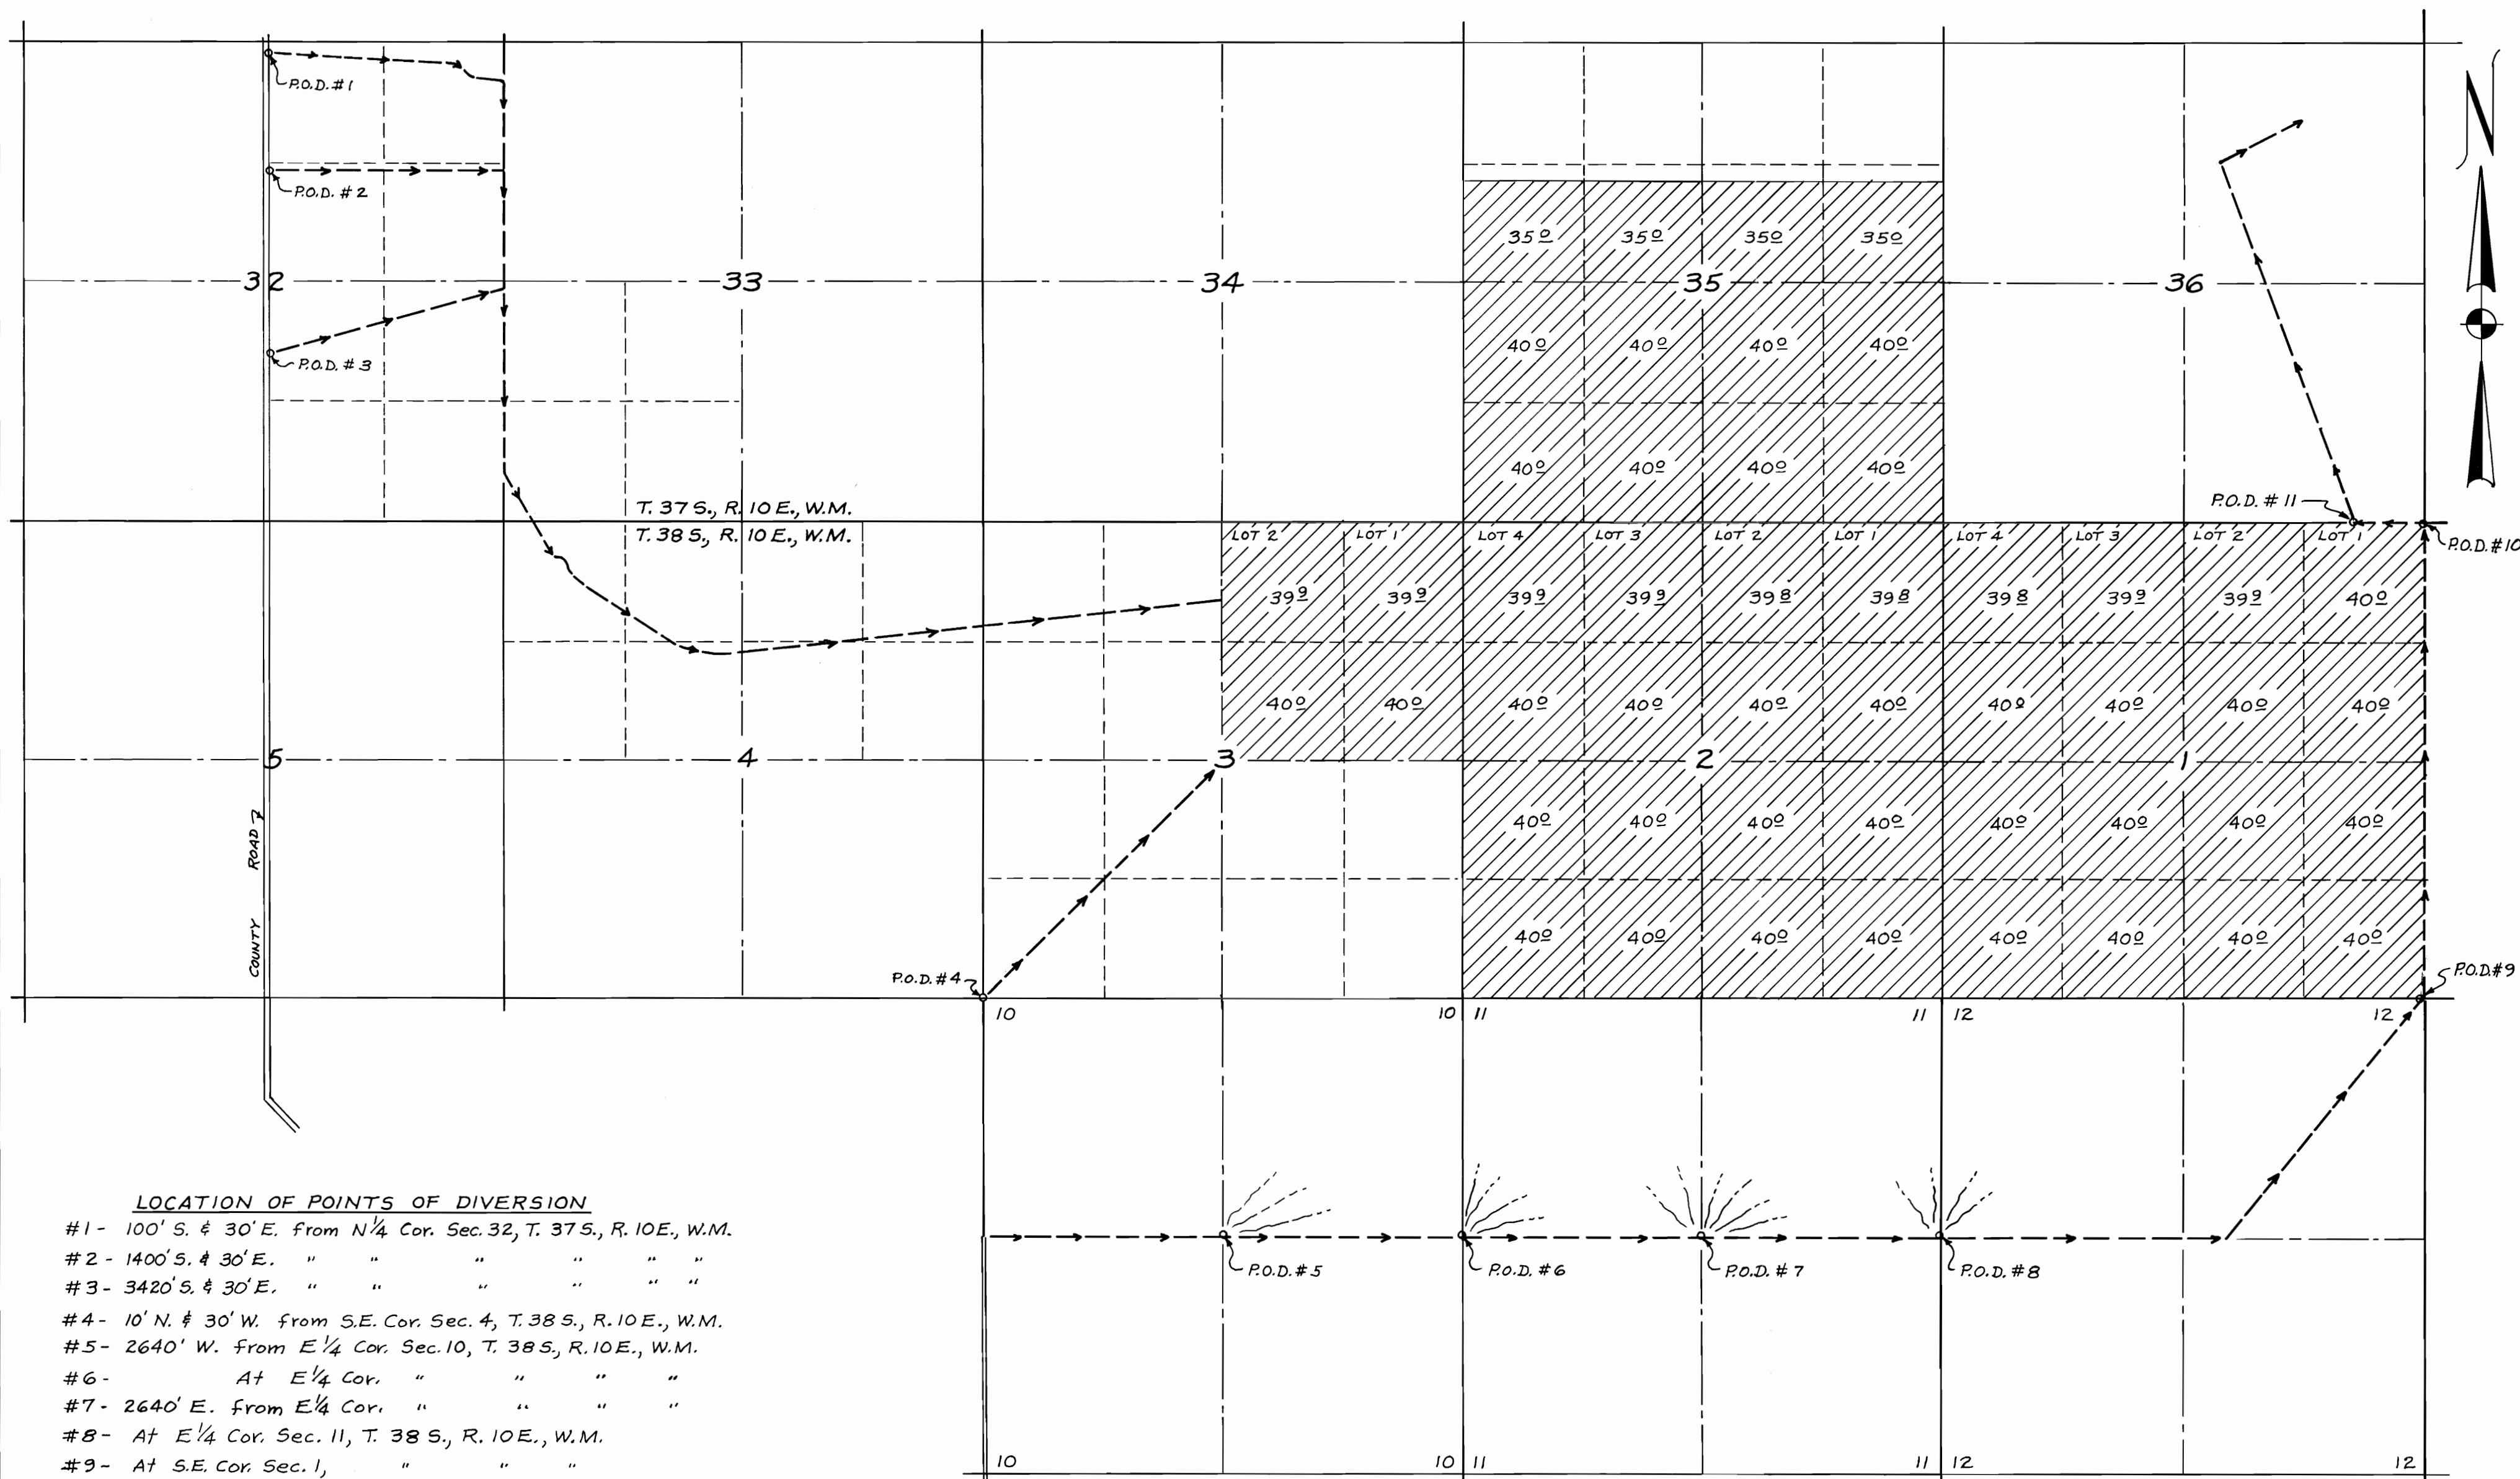 N
P.O.D. #1
P.O.D. #2
35⁰ 35⁰ 35⁰ 35⁰
32 33 34 35 36
40⁰ 40⁰ 40⁰ 40⁰
P.O.D. #3
40⁰ 40⁰ 40⁰ 40⁰
T. 37 S., R. 10 E., W.M.
P.O.D. #11
T. 38 S., R. 10 E., W.M.
LOT 2 LOT 1 LOT 4 LOT 3 LOT 2 LOT 1 LOT 4 LOT 3 LOT 2 LOT 1
P.O.D. #10
39⁹ 39⁹ 39⁹ 39⁹ 39⁸ 39⁸ 39⁸ 39⁹ 39⁹ 40⁰
40⁰ 40⁰ 40⁰ 40⁰ 40⁰ 40⁰ 40⁰ 40⁰ 40⁰ 40⁰
5 4 3 2 1
40⁰ 40⁰ 40⁰ 40⁰ 40⁰ 40⁰ 40⁰ 40⁰
COUNTY ROAD
40⁰ 40⁰ 40⁰ 40⁰ 40⁰ 40⁰ 40⁰ 40⁰
P.O.D. #4
P.O.D. #9
10 10 11 11 12 12
P.O.D. #5 P.O.D. #6 P.O.D. #7 P.O.D. #8
10 10 11 11 12 12
LOCATION OF POINTS OF DIVERSION
#1- 100' S. & 30' E. from N¼ Cor. Sec. 32, T. 37 S., R. 10 E., W.M.
#2- 1400' S. & 30' E. " " " " " "
#3- 3420' S. & 30' E. " " " " " "
#4- 10' N. & 30' W. from S.E. Cor. Sec. 4, T. 38 S., R. 10 E., W.M.
#5- 2640' W. from E¼ Cor. Sec. 10, T. 38 S., R. 10 E., W.M.
#6- At E¼ Cor. " " " "
#7- 2640' E. from E¼ Cor. " " " "
#8- At E¼ Cor. Sec. 11, T. 38 S., R. 10 E., W.M.
#9- At S.E. Cor. Sec. 1, " " "